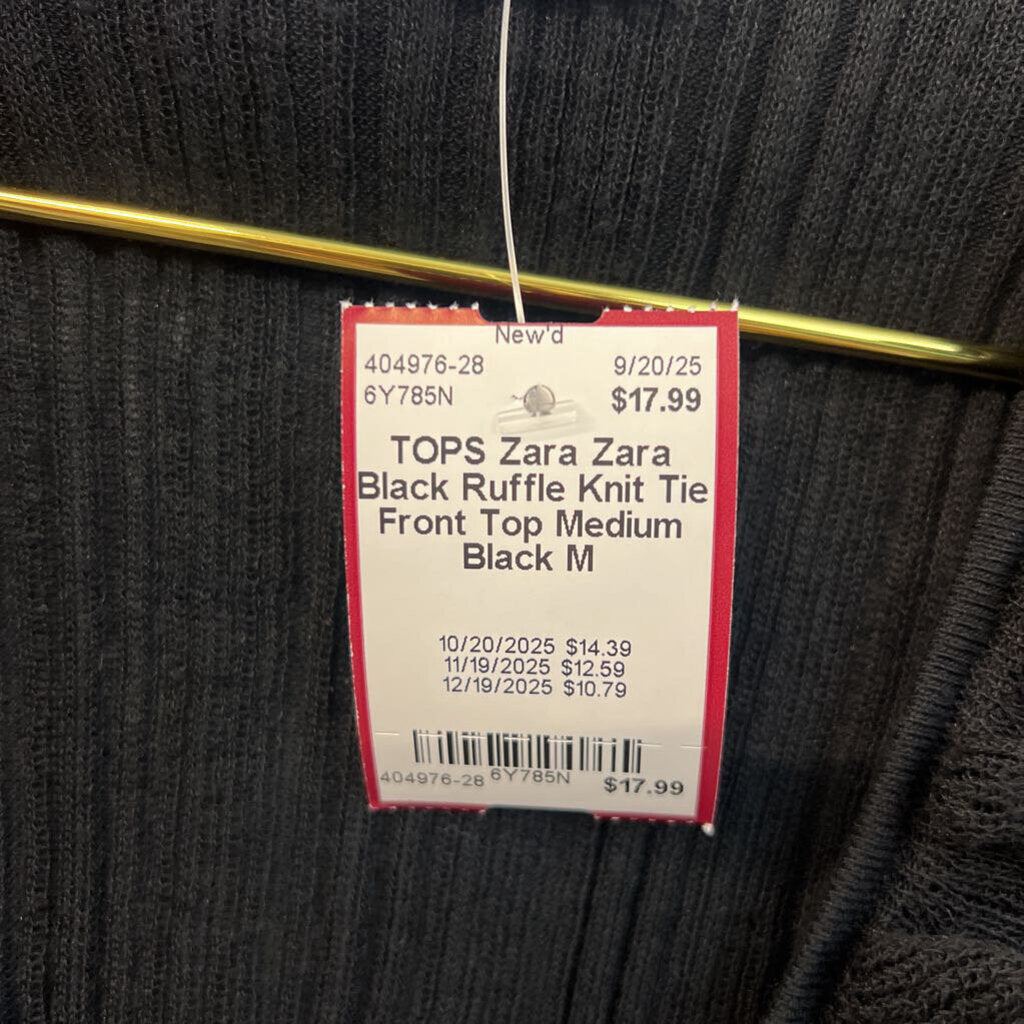 New'd
404976-28 9/20/25
6Y785N $17.99
TOPS Zara Zara
Black Ruffle Knit Tie
Front Top Medium
Black M
10/20/2025 $14.39
11/19/2025 $12.59
12/19/2025 $10.79
404976-28 6Y785N $17.99